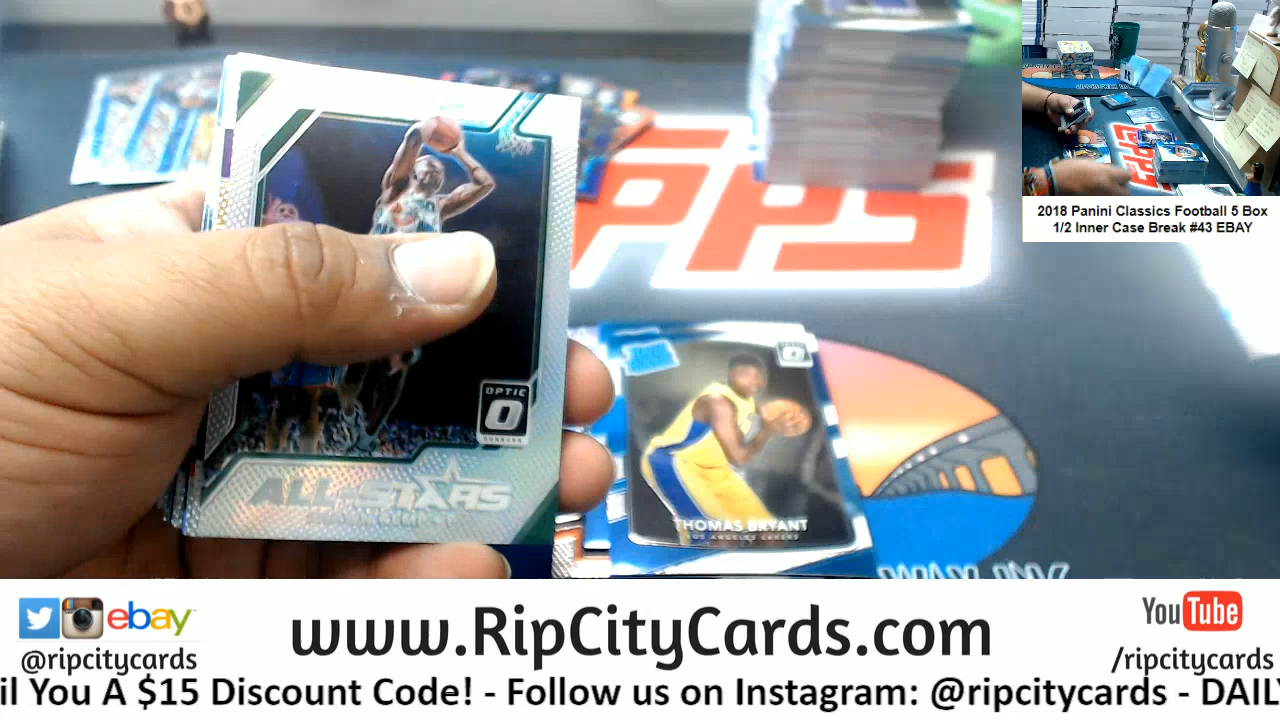 2018 Panini Classics Football 5 Box
1/2 Inner Case Break #43 EBAY
OPTIC
DONRUSS
ALL-STARS
THOMAS BRYANT
LOS ANGELES LAKERS
ebay
@ripcitycards
www.RipCityCards.com
YouTube
/ripcitycards
il You A $15 Discount Code! - Follow us on Instagram: @ripcitycards - DAILY